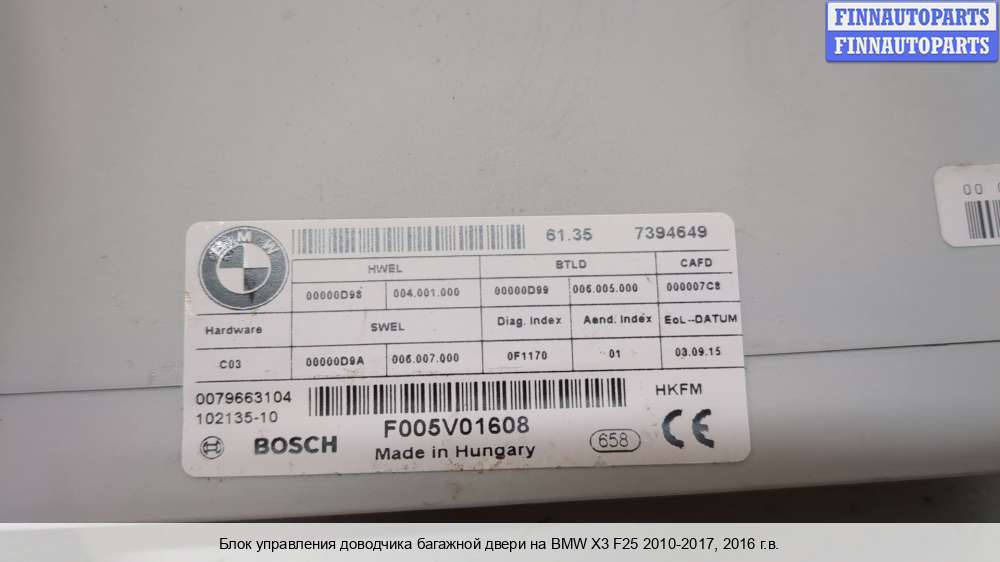 FINNAUTOPARTS
FINNAUTOPARTS
00
BMW
61.35 7394649
HWEL BTLD CAFD
00000D98 004.001.000 00000D99 006.005.000 000007C8
Hardware SWEL Diag. Index Aend. Index EoL--DATUM
C03 00000D9A 006.007.000 0F1170 01 03.09.15
0079663104 HKFM
102135-10
BOSCH F005V01608 658 CE
Made in Hungary
Блок управления доводчика багажной двери на BMW X3 F25 2010-2017, 2016 г.в.